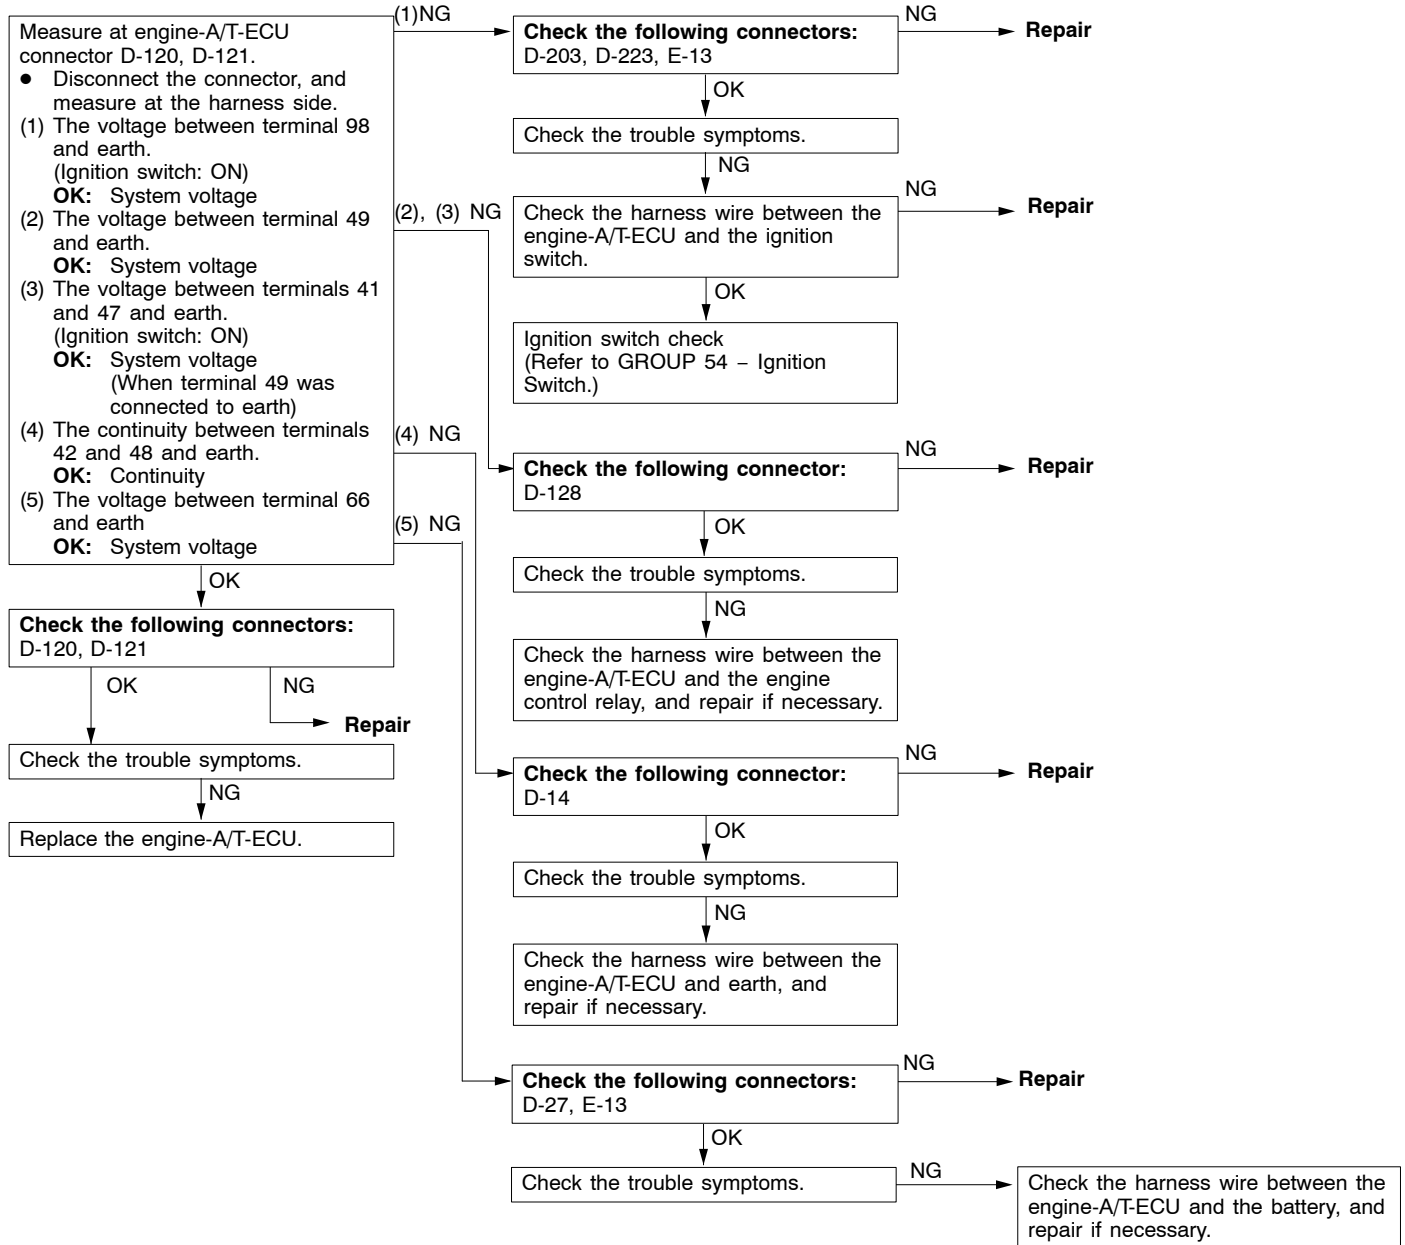 Measure at engine-A/T-ECU
connector D-120, D-121.
● Disconnect the connector, and
measure at the harness side.
(1) The voltage between terminal 98
and earth.
(Ignition switch: ON)
OK: System voltage
(2) The voltage between terminal 49
and earth.
OK: System voltage
(3) The voltage between terminals 41
and 47 and earth.
(Ignition switch: ON)
OK: System voltage
(When terminal 49 was
connected to earth)
(4) The continuity between terminals
42 and 48 and earth.
OK: Continuity
(5) The voltage between terminal 66
and earth
OK: System voltage
OK
Check the following connectors:
D-120, D-121
OK
NG
Repair
Check the trouble symptoms.
NG
Replace the engine-A/T-ECU.
(1)NG
Check the following connectors:
D-203, D-223, E-13
NG
Repair
OK
Check the trouble symptoms.
NG
Check the harness wire between the
engine-A/T-ECU and the ignition
switch.
NG
Repair
OK
Ignition switch check
(Refer to GROUP 54 – Ignition
Switch.)
(2), (3) NG
Check the following connector:
D-128
NG
Repair
OK
Check the trouble symptoms.
NG
Check the harness wire between the
engine-A/T-ECU and the engine
control relay, and repair if necessary.
(4) NG
Check the following connector:
D-14
NG
Repair
OK
Check the trouble symptoms.
NG
Check the harness wire between the
engine-A/T-ECU and earth, and
repair if necessary.
(5) NG
Check the following connectors:
D-27, E-13
NG
Repair
OK
Check the trouble symptoms.
NG
Check the harness wire between the
engine-A/T-ECU and the battery, and
repair if necessary.